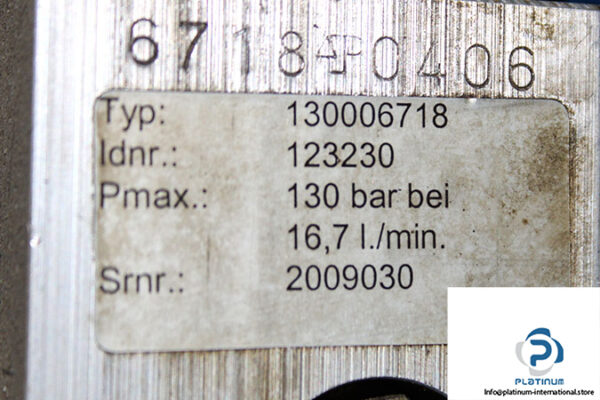 6718 0406
Typ: 130006718
Idnr.: 123230
Pmax.: 130 bar bei
16,7 l./min.
Srnr.: 2009030
PLATINUM
Info@platinum-international.store